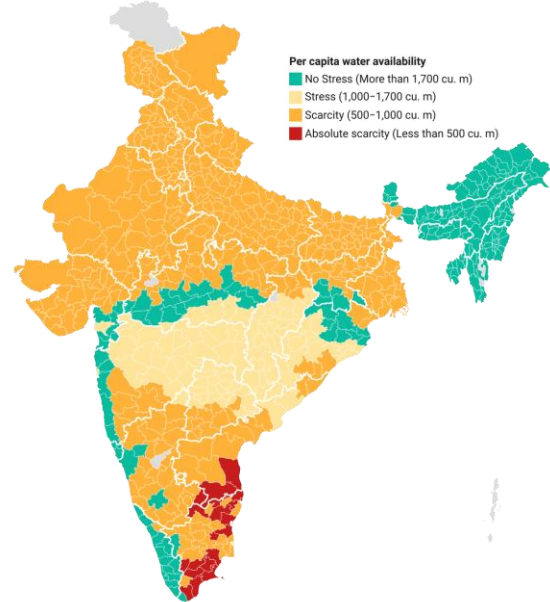 Per capita water availability
No Stress (More than 1,700 cu. m)
Stress (1,000–1,700 cu. m)
Scarcity (500–1,000 cu. m)
Absolute scarcity (Less than 500 cu. m)